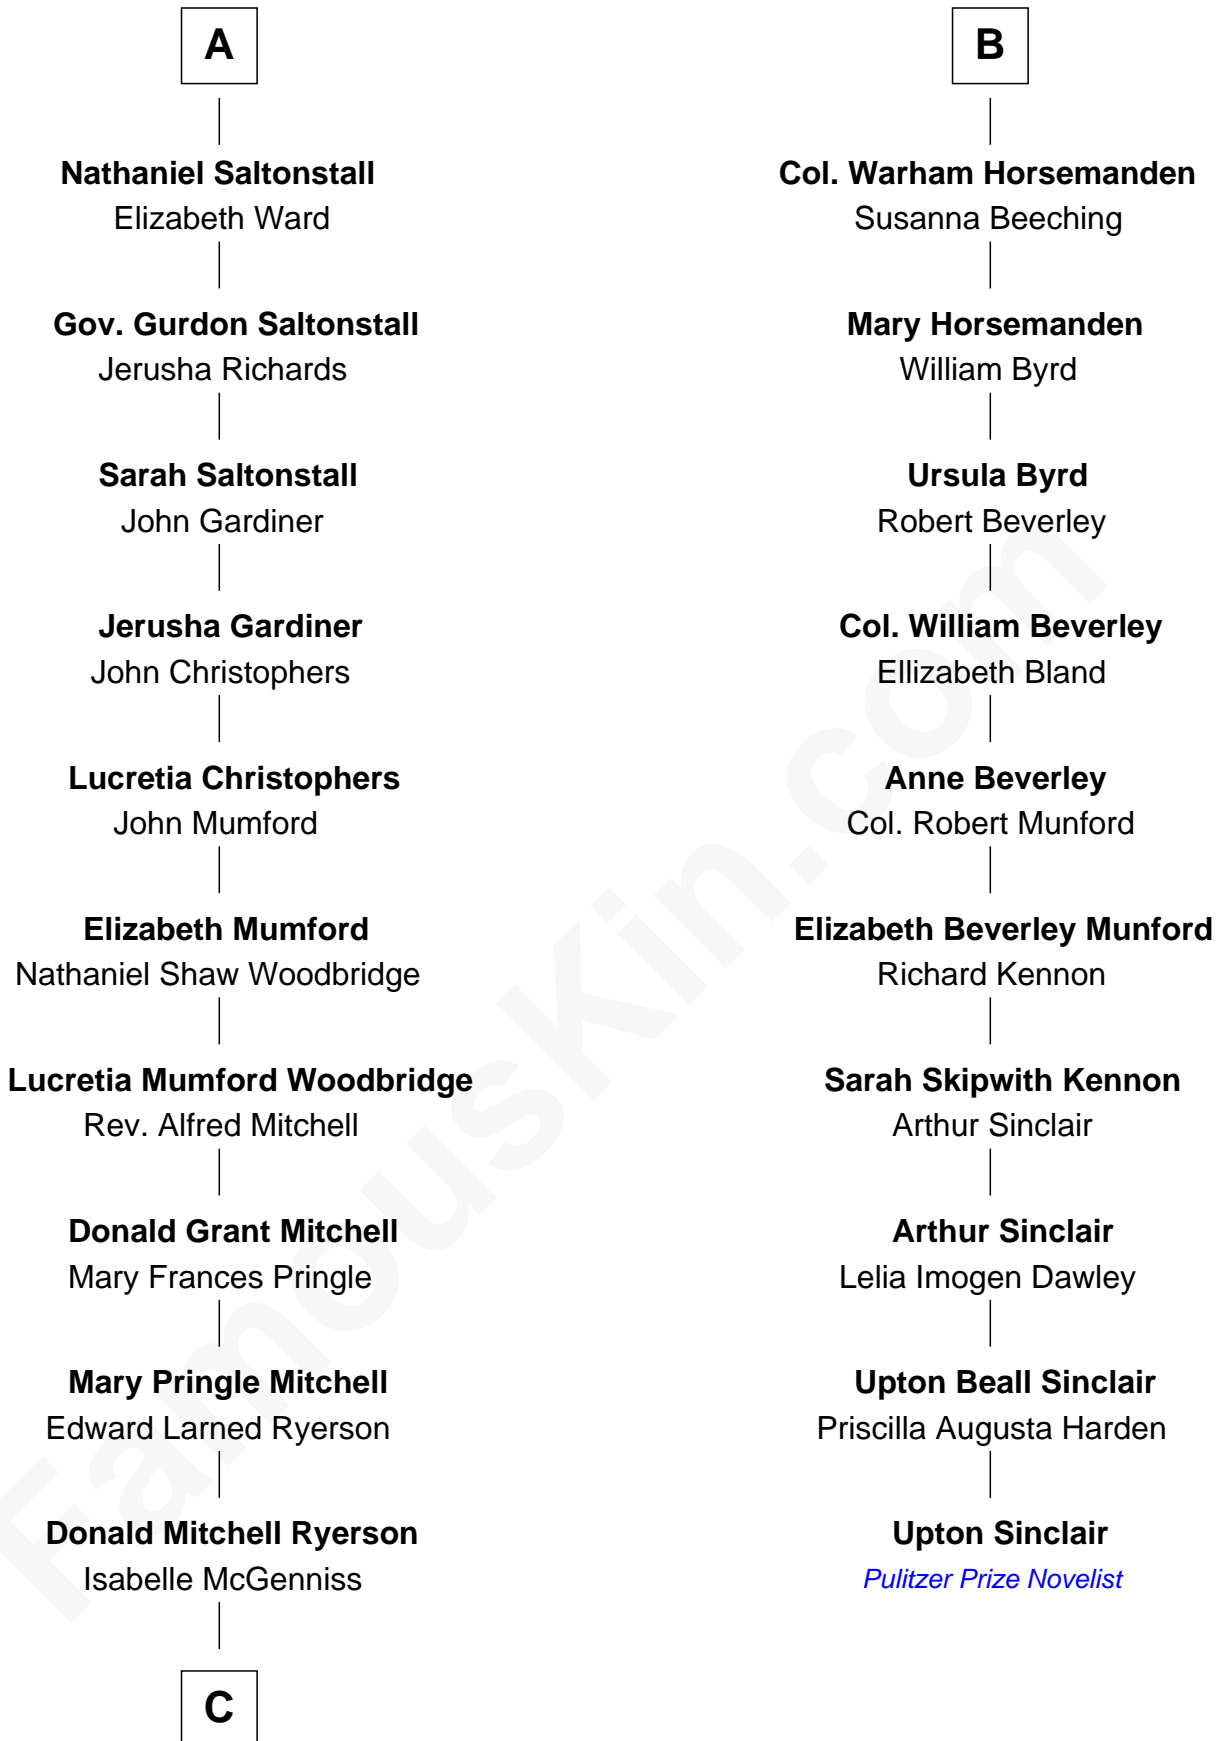 A
Nathaniel Saltonstall
Elizabeth Ward
Gov. Gurdon Saltonstall
Jerusha Richards
Sarah Saltonstall
John Gardiner
Jerusha Gardiner
John Christophers
Lucretia Christophers
John Mumford
Elizabeth Mumford
Nathaniel Shaw Woodbridge
Lucretia Mumford Woodbridge
Rev. Alfred Mitchell
Donald Grant Mitchell
Mary Frances Pringle
Mary Pringle Mitchell
Edward Larned Ryerson
Donald Mitchell Ryerson
Isabelle McGenniss
C
B
Col. Warham Horsemanden
Susanna Beeching
Mary Horsemanden
William Byrd
Ursula Byrd
Robert Beverley
Col. William Beverley
Ellizabeth Bland
Anne Beverley
Col. Robert Munford
Elizabeth Beverley Munford
Richard Kennon
Sarah Skipwith Kennon
Arthur Sinclair
Arthur Sinclair
Lelia Imogen Dawley
Upton Beall Sinclair
Priscilla Augusta Harden
Upton Sinclair
Pulitzer Prize Novelist
FamousKin.com